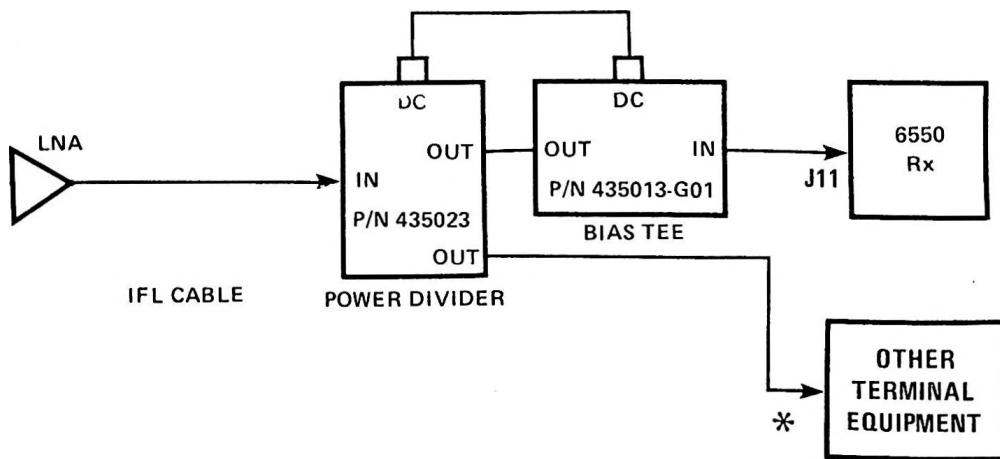 LNA
IFL CABLE
DC
OUT
IN
P/N 435023
OUT
POWER DIVIDER
DC
OUT IN
P/N 435013-G01
BIAS TEE
J11
6550
Rx
*
OTHER
TERMINAL
EQUIPMENT